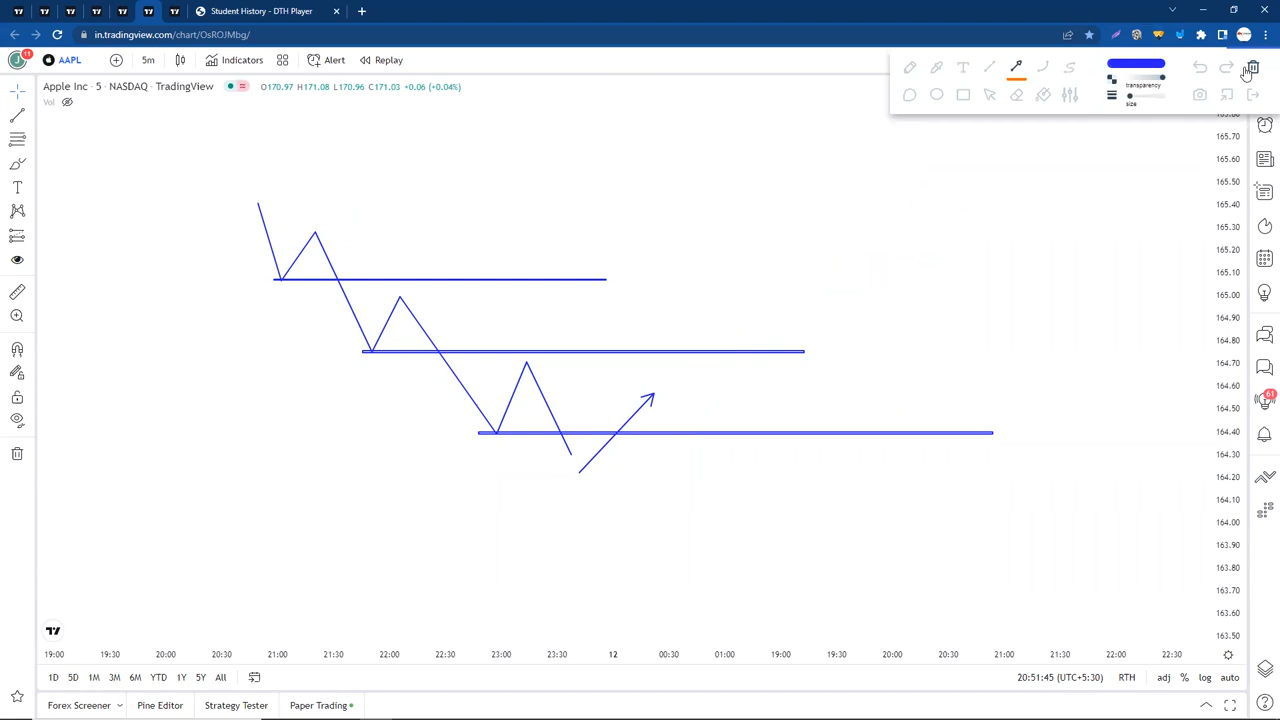 Student History - DTH Player
in.tradingview.com/chart/OsROJMbg/
11
AAPL
5m
Indicators
Alert
Replay
transparency
size
Apple Inc · 5 · NASDAQ · TradingView
O170.97 H171.08 L170.96 C171.03 +0.06 (+0.04%)
Vol
165.70
165.60
165.50
165.40
165.30
165.20
165.10
165.00
164.90
164.80
164.70
164.60
164.50
164.40
164.30
164.20
164.10
164.00
163.90
163.80
163.70
163.60
163.50
61
19:00
19:30
20:00
20:30
21:00
21:30
22:00
22:30
23:00
23:30
12
00:30
01:00
19:30
20:00
20:30
21:00
21:30
22:00
22:30
1D 5D 1M 3M 6M YTD 1Y 5Y All
20:51:45 (UTC+5:30)
RTH
adj % log auto
Forex Screener
Pine Editor
Strategy Tester
Paper Trading